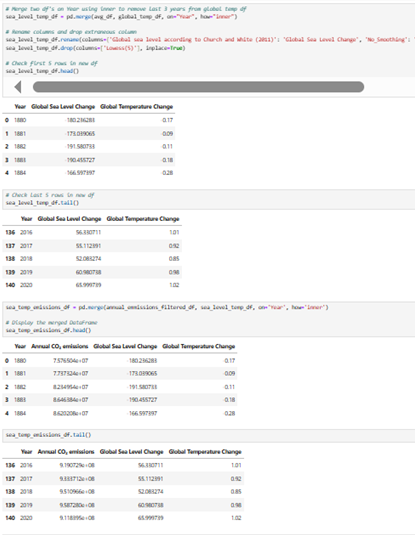 # Merge two df's on Year using inner to remove last 3 years from global temp df
sea_level_temp_df = pd.merge(avg_df, global_temp_df, on="Year", how="inner")
# Rename columns and drop extraneous column
sea_level_temp_df.rename(columns={'Global sea level according to Church and White (2011)': 'Global Sea Level Change', "No_Smoothing":
sea_level_temp_df.drop(columns=['Lowess(5)'], inplace=True)
# Check first 5 rows in new df
sea_level_temp_df.head()
Year Global Sea Level Change Global Temperature Change
0 1880 -180.236283 -0.17
1 1881 -173.039065 -0.09
2 1882 -191.580733 -0.11
3 1883 -190.455727 -0.18
4 1884 -166.597397 -0.28
# Check last 5 rows in new df
sea_level_temp_df.tail()
Year Global Sea Level Change Global Temperature Change
136 2016 56.330711 1.01
137 2017 55.112391 0.92
138 2018 52.083274 0.85
139 2019 60.980738 0.98
140 2020 65.999739 1.02
sea_temp_emissions_df = pd.merge(annual_emmissions_filtered_df, sea_level_temp_df, on='Year', how='inner')
# Display the merged DataFrame
sea_temp_emissions_df.head()
Year Annual CO₂ emissions Global Sea Level Change Global Temperature Change
0 1880 7.576504e+07 -180.236283 -0.17
1 1881 7.737324e+07 -173.039065 -0.09
2 1882 8.234954e+07 -191.580733 -0.11
3 1883 8.646384e+07 -190.455727 -0.18
4 1884 8.620208e+07 -166.597397 -0.28
sea_temp_emissions_df.tail()
Year Annual CO₂ emissions Global Sea Level Change Global Temperature Change
136 2016 9.190729e+08 56.330711 1.01
137 2017 9.333712e+08 55.112391 0.92
138 2018 9.510966e+08 52.083274 0.85
139 2019 9.587280e+08 60.980738 0.98
140 2020 9.118395e+08 65.999739 1.02